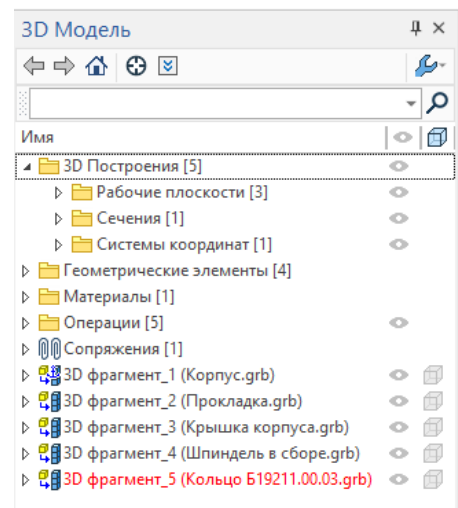 3D Модель
Имя
3D Построения [5]
Рабочие плоскости [3]
Сечения [1]
Системы координат [1]
Геометрические элементы [4]
Материалы [1]
Операции [5]
Сопряжения [1]
3D фрагмент_1 (Корпус.grb)
3D фрагмент_2 (Прокладка.grb)
3D фрагмент_3 (Крышка корпуса.grb)
3D фрагмент_4 (Шпиндель в сборе.grb)
3D фрагмент_5 (Кольцо Б19211.00.03.grb)